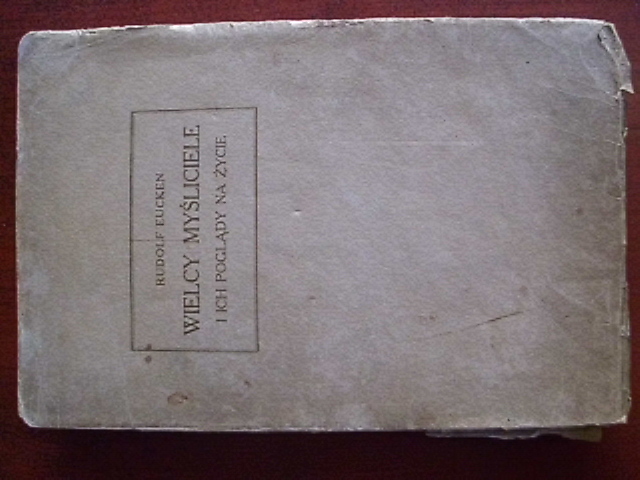 RUDOLF EUCKEN
WIELCY MYŚLICIELE
I ICH POGLĄDY NA ŻYCIE.